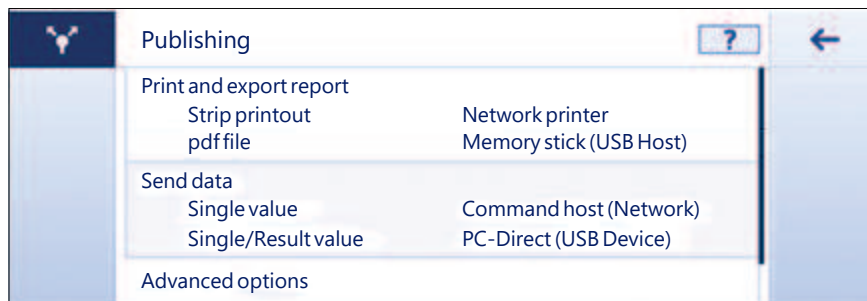 Publishing ?
Print and export report
Strip printout Network printer
pdf file Memory stick (USB Host)
Send data
Single value Command host (Network)
Single/Result value PC-Direct (USB Device)
Advanced options